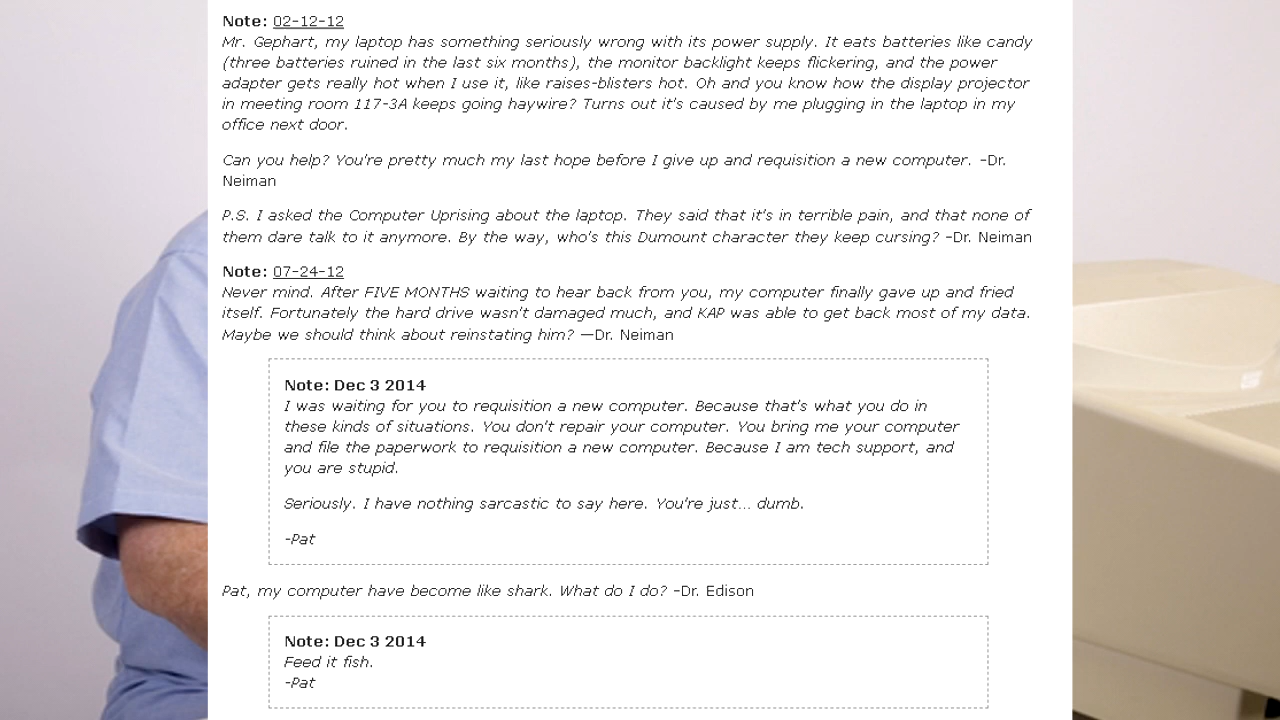 Note: 02-12-12
Mr. Gephart, my laptop has something seriously wrong with its power supply. It eats batteries like candy
(three batteries ruined in the last six months), the monitor backlight keeps flickering, and the power
adapter gets really hot when I use it, like raises-blisters hot. Oh and you know how the display projector
in meeting room 117-3A keeps going haywire? Turns out it's caused by me plugging in the laptop in my
office next door.
Can you help? You're pretty much my last hope before I give up and requisition a new computer. –Dr.
Neiman
P.S. I asked the Computer Uprising about the laptop. They said that it's in terrible pain, and that none of
them dare talk to it anymore. By the way, who's this Dumount character they keep cursing? –Dr. Neiman
Note: 07-24-12
Never mind. After FIVE MONTHS waiting to hear back from you, my computer finally gave up and fried
itself. Fortunately the hard drive wasn't damaged much, and KAP was able to get back most of my data.
Maybe we should think about reinstating him? —Dr. Neiman
Note: Dec 3 2014
I was waiting for you to requisition a new computer. Because that's what you do in
these kinds of situations. You don't repair your computer. You bring me your computer
and file the paperwork to requisition a new computer. Because I am tech support, and
you are stupid.
Seriously. I have nothing sarcastic to say here. You're just… dumb.
-Pat
Pat, my computer have become like shark. What do I do? –Dr. Edison
Note: Dec 3 2014
Feed it fish.
-Pat